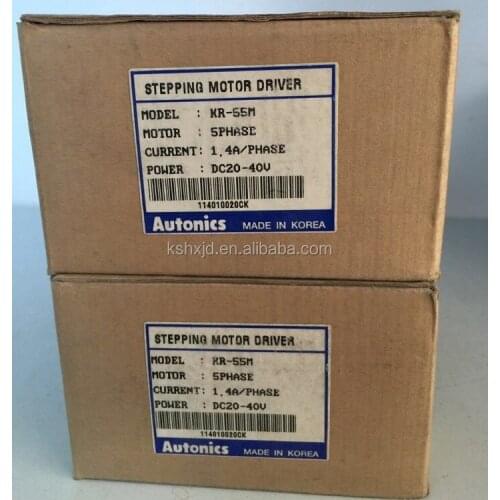 STEPPING MOTOR DRIVER
MODEL : KR-55M
MOTOR : 5PHASE
CURRENT: 1.4A/PHASE
POWER : DC20-40V
114010020CK
Autonics MADE IN KOREA
kshxjd.en.alibaba.com
STEPPING MOTOR DRIVER
MODEL : KR-55M
MOTOR : 5PHASE
CURRENT: 1.4A/PHASE
POWER : DC20-40V
114010020CK
Autonics MADE IN KOREA